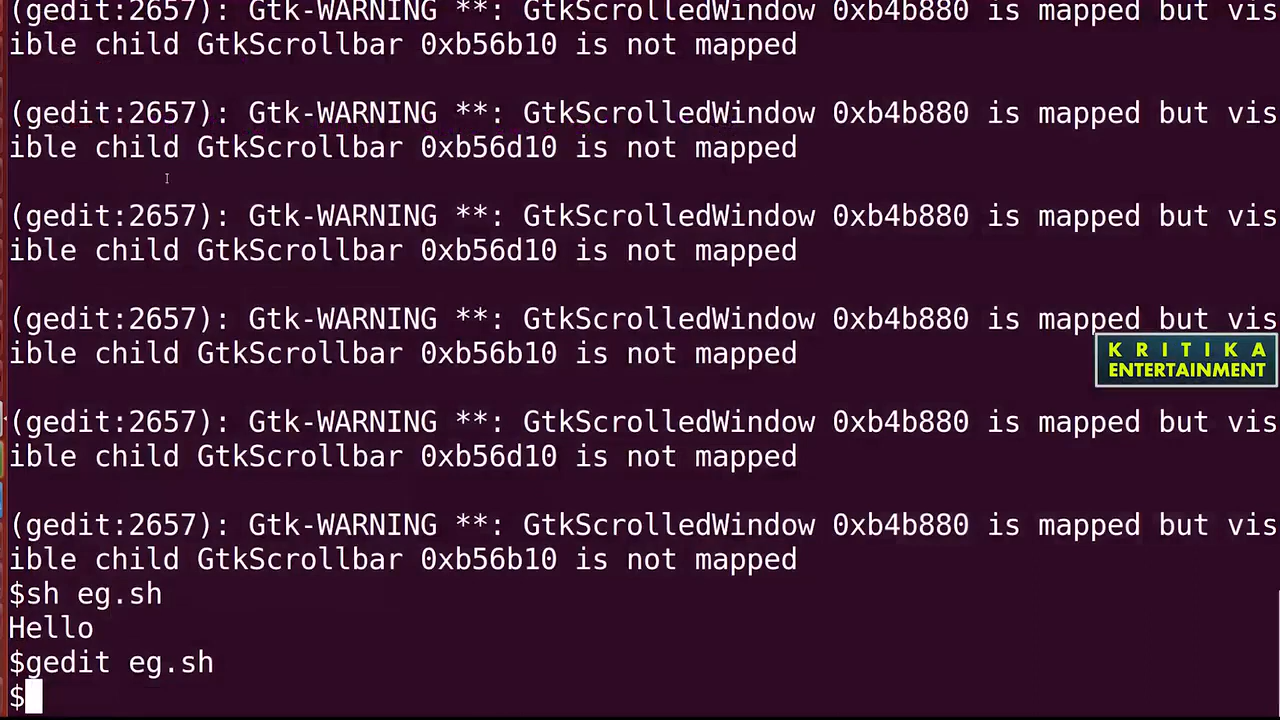 (gedit:2657): Gtk-WARNING **: GtkScrolledWindow 0xb4b880 is mapped but vis
ible child GtkScrollbar 0xb56b10 is not mapped
(gedit:2657): Gtk-WARNING **: GtkScrolledWindow 0xb4b880 is mapped but vis
ible child GtkScrollbar 0xb56d10 is not mapped
(gedit:2657): Gtk-WARNING **: GtkScrolledWindow 0xb4b880 is mapped but vis
ible child GtkScrollbar 0xb56d10 is not mapped
(gedit:2657): Gtk-WARNING **: GtkScrolledWindow 0xb4b880 is mapped but vis
ible child GtkScrollbar 0xb56b10 is not mapped
KRITIKA
ENTERTAINMENT
(gedit:2657): Gtk-WARNING **: GtkScrolledWindow 0xb4b880 is mapped but vis
ible child GtkScrollbar 0xb56d10 is not mapped
(gedit:2657): Gtk-WARNING **: GtkScrolledWindow 0xb4b880 is mapped but vis
ible child GtkScrollbar 0xb56b10 is not mapped
$sh eg.sh
Hello
$gedit eg.sh
$